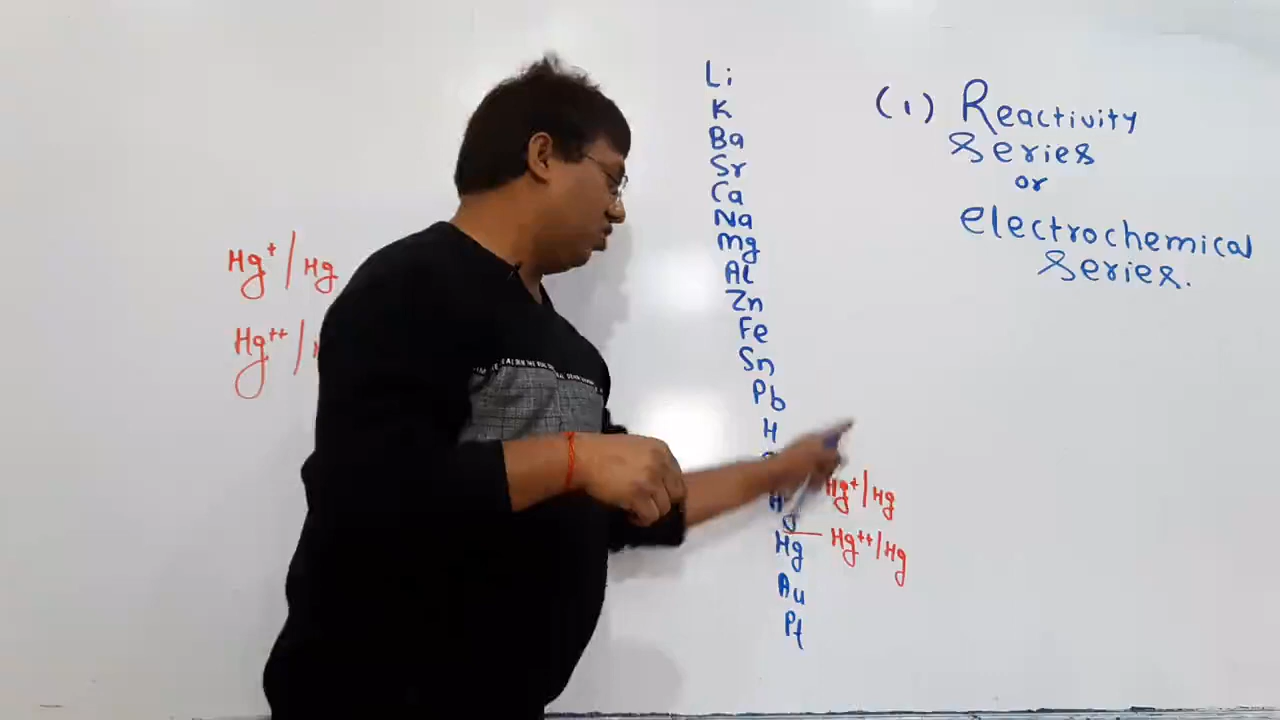 Li
K
Ba
Sr
Ca
Na
Mg
Al
Zn
Fe
Sn
Pb
H
Hg
Au
Pt
(1) Reactivity
series
or
electrochemical
series.
Hg⁺/Hg
Hg⁺⁺/
Hg⁺/Hg
Hg⁺⁺/Hg